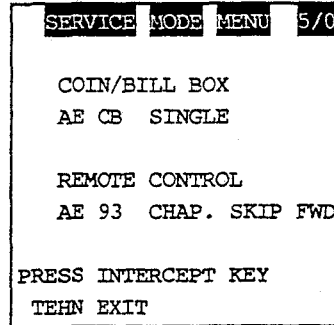 SERVICE MODE MENU 5/0
COIN/BILL BOX
AE CB SINGLE
REMOTE CONTROL
AE 93 CHAP. SKIP FWD
PRESS INTERCEPT KEY
TEHN EXIT